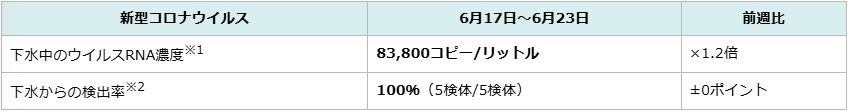 新型コロナウイルス 6月17日～6月23日 前週比
下水中のウイルスRNA濃度※1 83,800コピー/リットル ×1.2倍
下水からの検出率※2 100%（5検体/5検体） ±0ポイント